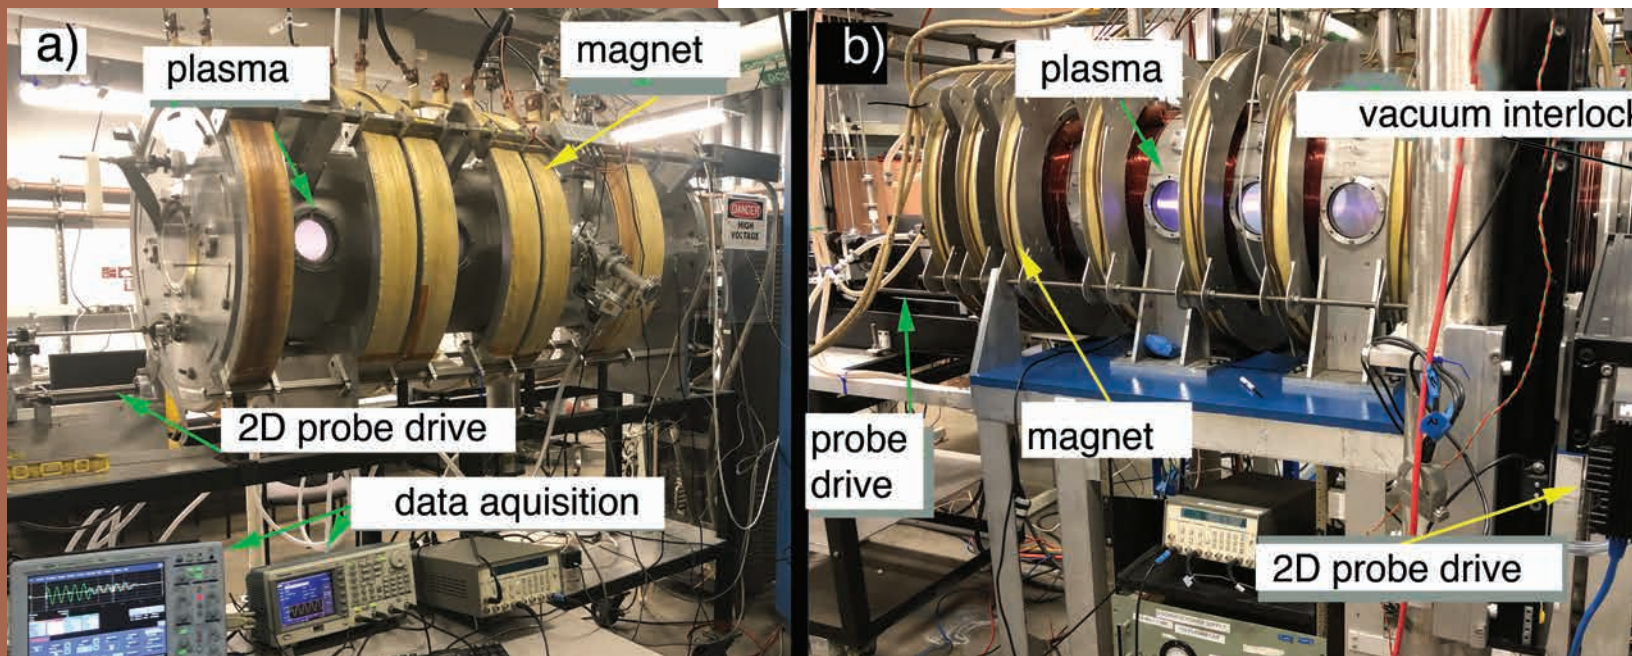 a)
plasma
magnet
DANGER
HIGH
VOLTAGE
2D probe drive
data aquisition
b)
plasma
vacuum interlock
probe
drive
magnet
2D probe drive